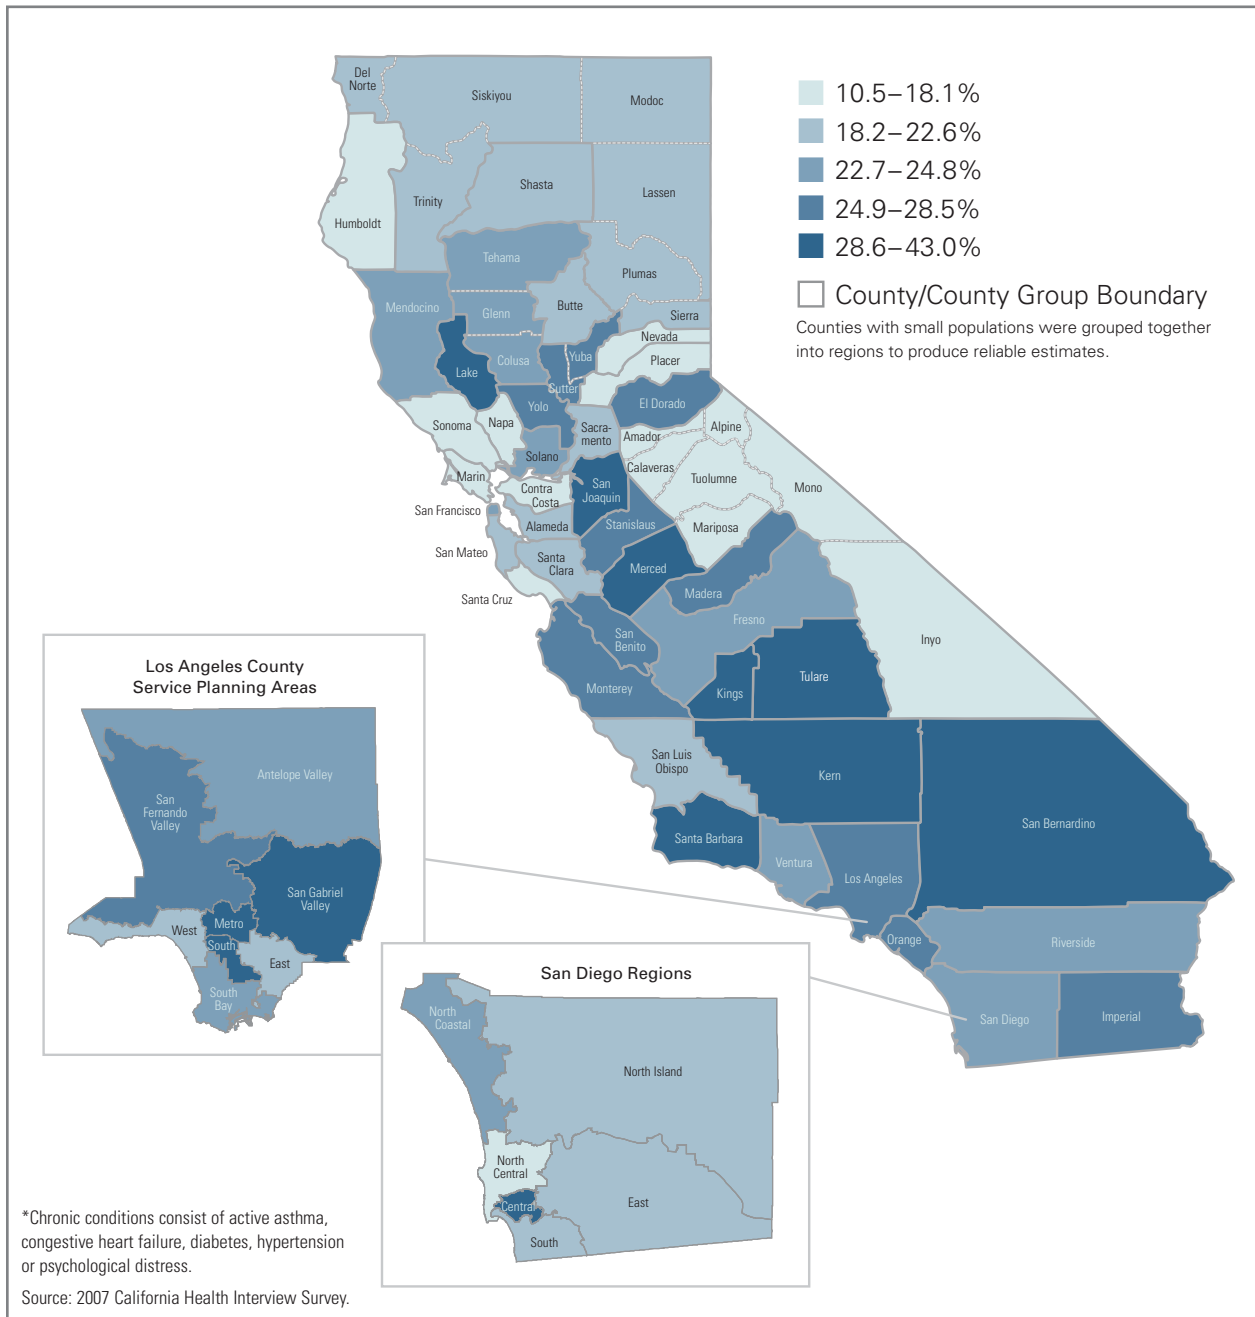 Del
Norte
Siskiyou
Modoc
10.5–18.1%
18.2–22.6%
22.7–24.8%
24.9–28.5%
28.6–43.0%
County/County Group Boundary
Counties with small populations were grouped together
into regions to produce reliable estimates.
Humboldt
Trinity
Shasta
Lassen
Tehama
Plumas
Mendocino
Glenn
Butte
Sierra
Nevada
Colusa
Yuba
Placer
Lake
Sutter
Yolo
El Dorado
Sonoma
Napa
Sacra-
mento
Amador
Alpine
Solano
Calaveras
Marin
Tuolumne
Mono
Contra
Costa
San
Joaquin
San Francisco
Alameda
Stanislaus
Mariposa
San Mateo
Santa
Clara
Merced
Santa Cruz
Madera
Fresno
San
Benito
Inyo
Monterey
Kings
Tulare
San Luis
Obispo
Kern
San Bernardino
Santa Barbara
Ventura
Los Angeles
Orange
Riverside
San Diego
Imperial
Los Angeles County
Service Planning Areas
Antelope Valley
San
Fernando
Valley
San Gabriel
Valley
Metro
West
South
East
South
Bay
San Diego Regions
North
Coastal
North Island
North
Central
Central
East
South
*Chronic conditions consist of active asthma,
congestive heart failure, diabetes, hypertension
or psychological distress.
Source: 2007 California Health Interview Survey.